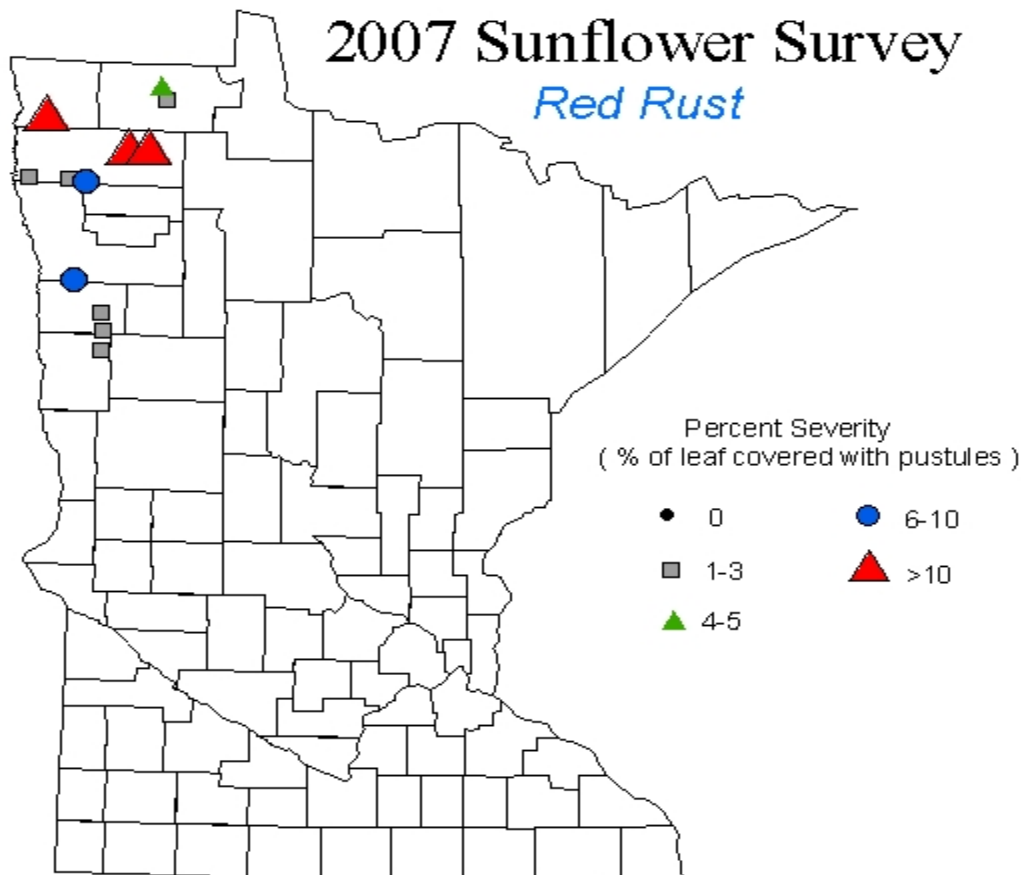 2007 Sunflower Survey
Red Rust
Percent Severity
( % of leaf covered with pustules )
0
1-3
4-5
6-10
>10